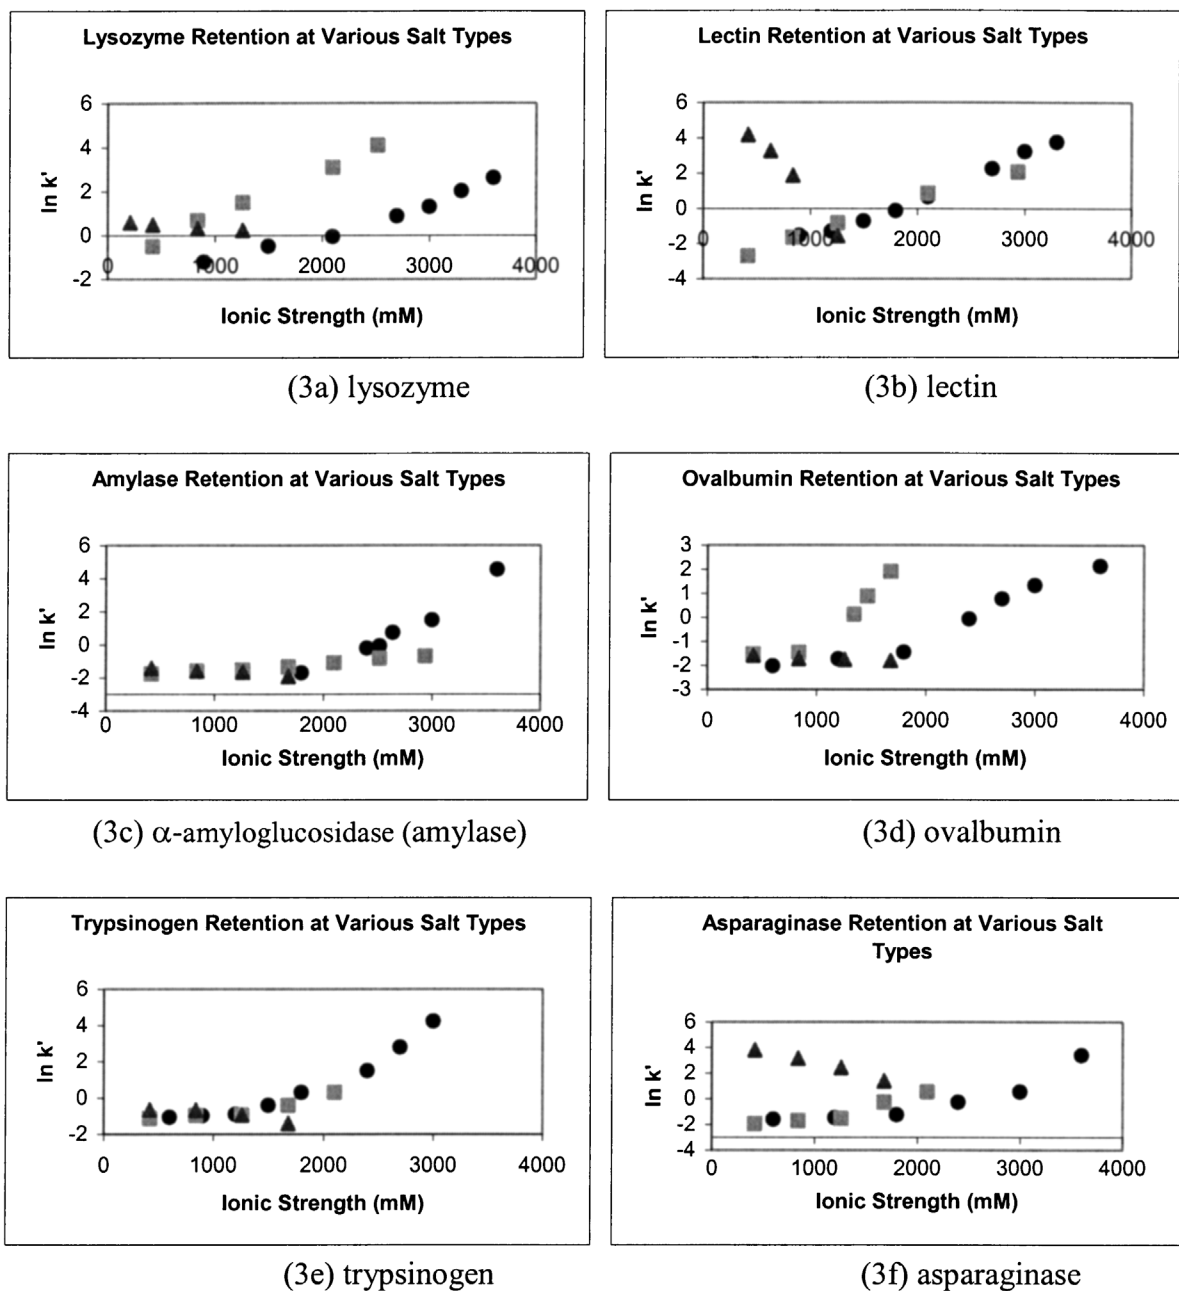 Lysozyme Retention at Various Salt Types
6
4
2
0
-2
0
1000
2000
3000
4000
ln k'
Ionic Strength (mM)
(3a) lysozyme
Lectin Retention at Various Salt Types
6
4
2
0
-2
-4
0
1000
2000
3000
4000
ln k'
Ionic Strength (mM)
(3b) lectin
Amylase Retention at Various Salt Types
6
4
2
0
-2
-4
0
1000
2000
3000
4000
ln k'
Ionic Strength (mM)
(3c) α-amyloglucosidase (amylase)
Ovalbumin Retention at Various Salt Types
3
2
1
0
-1
-2
-3
0
1000
2000
3000
4000
ln k'
Ionic Strength (mM)
(3d) ovalbumin
Trypsinogen Retention at Various Salt Types
6
4
2
0
-2
0
1000
2000
3000
4000
ln k'
Ionic Strength (mM)
(3e) trypsinogen
Asparaginase Retention at Various Salt
Types
6
4
2
0
-2
-4
0
1000
2000
3000
4000
ln k'
Ionic Strength (mM)
(3f) asparaginase